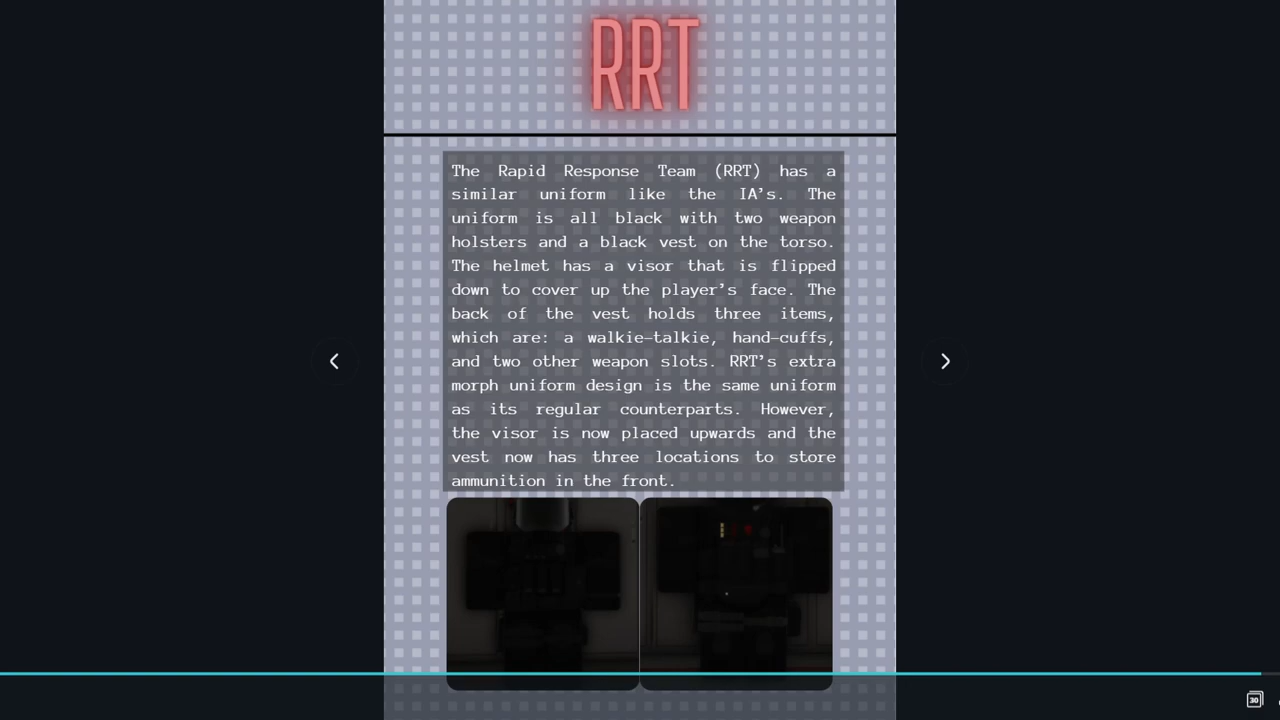 RRT
The Rapid Response Team (RRT) has a
similar uniform like the IA's. The
uniform is all black with two weapon
holsters and a black vest on the torso.
The helmet has a visor that is flipped
down to cover up the player's face. The
back of the vest holds three items,
which are: a walkie-talkie, hand-cuffs,
and two other weapon slots. RRT's extra
morph uniform design is the same uniform
as its regular counterparts. However,
the visor is now placed upwards and the
vest now has three locations to store
ammunition in the front.
30